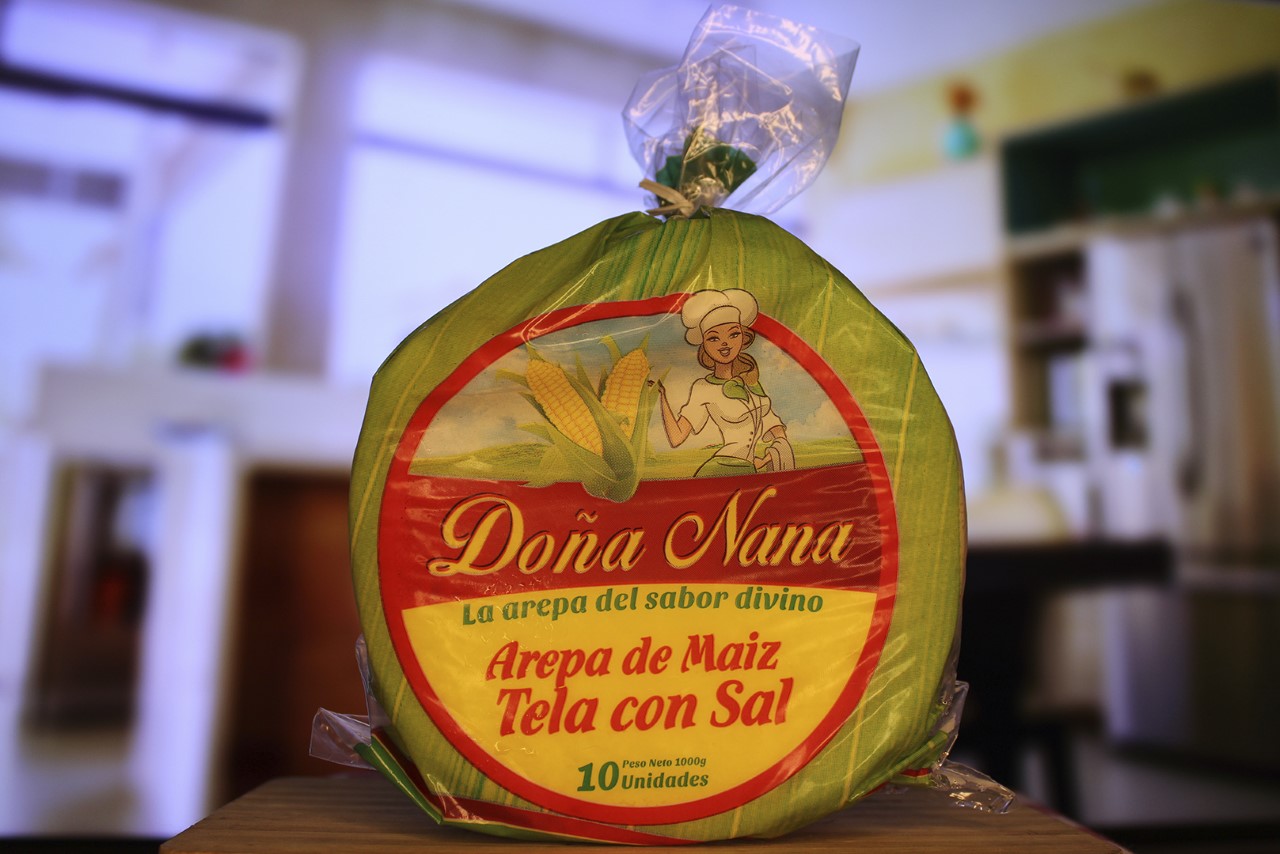 Doña Nana
La arepa del sabor divino
Arepa de Maiz
Tela con Sal
10 Peso Neto 1000g
Unidades